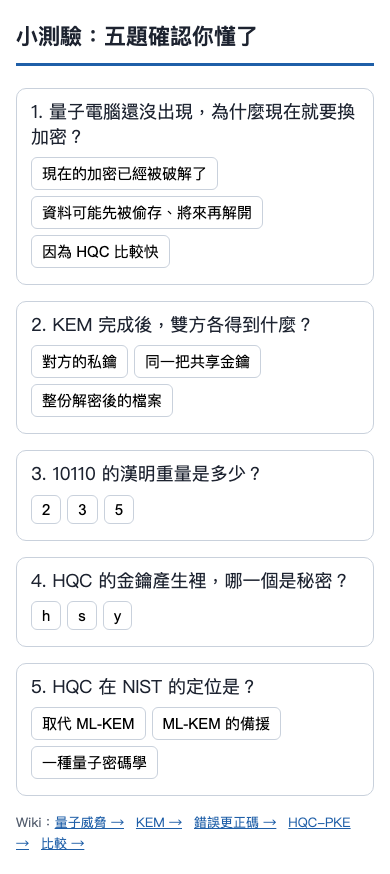 小測驗：五題確認你懂了
1. 量子電腦還沒出現，為什麼現在就要換
加密？
現在的加密已經被破解了
資料可能先被偷存、將來再解開
因為 HQC 比較快
2. KEM 完成後，雙方各得到什麼？
對方的私鑰 同一把共享金鑰
整份解密後的檔案
3. 10110 的漢明重量是多少？
2 3 5
4. HQC 的金鑰產生裡，哪一個是秘密？
h s y
5. HQC 在 NIST 的定位是？
取代 ML-KEM ML-KEM 的備援
一種量子密碼學
Wiki：量子威脅 → KEM → 錯誤更正碼 → HQC-PKE
→ 比較 →